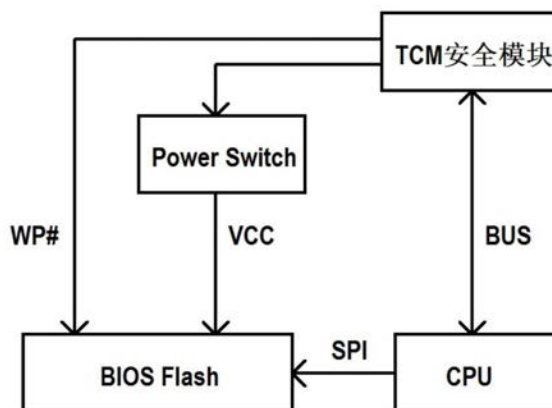 TCM安全模块
Power Switch
WP#
VCC
BUS
SPI
BIOS Flash
CPU